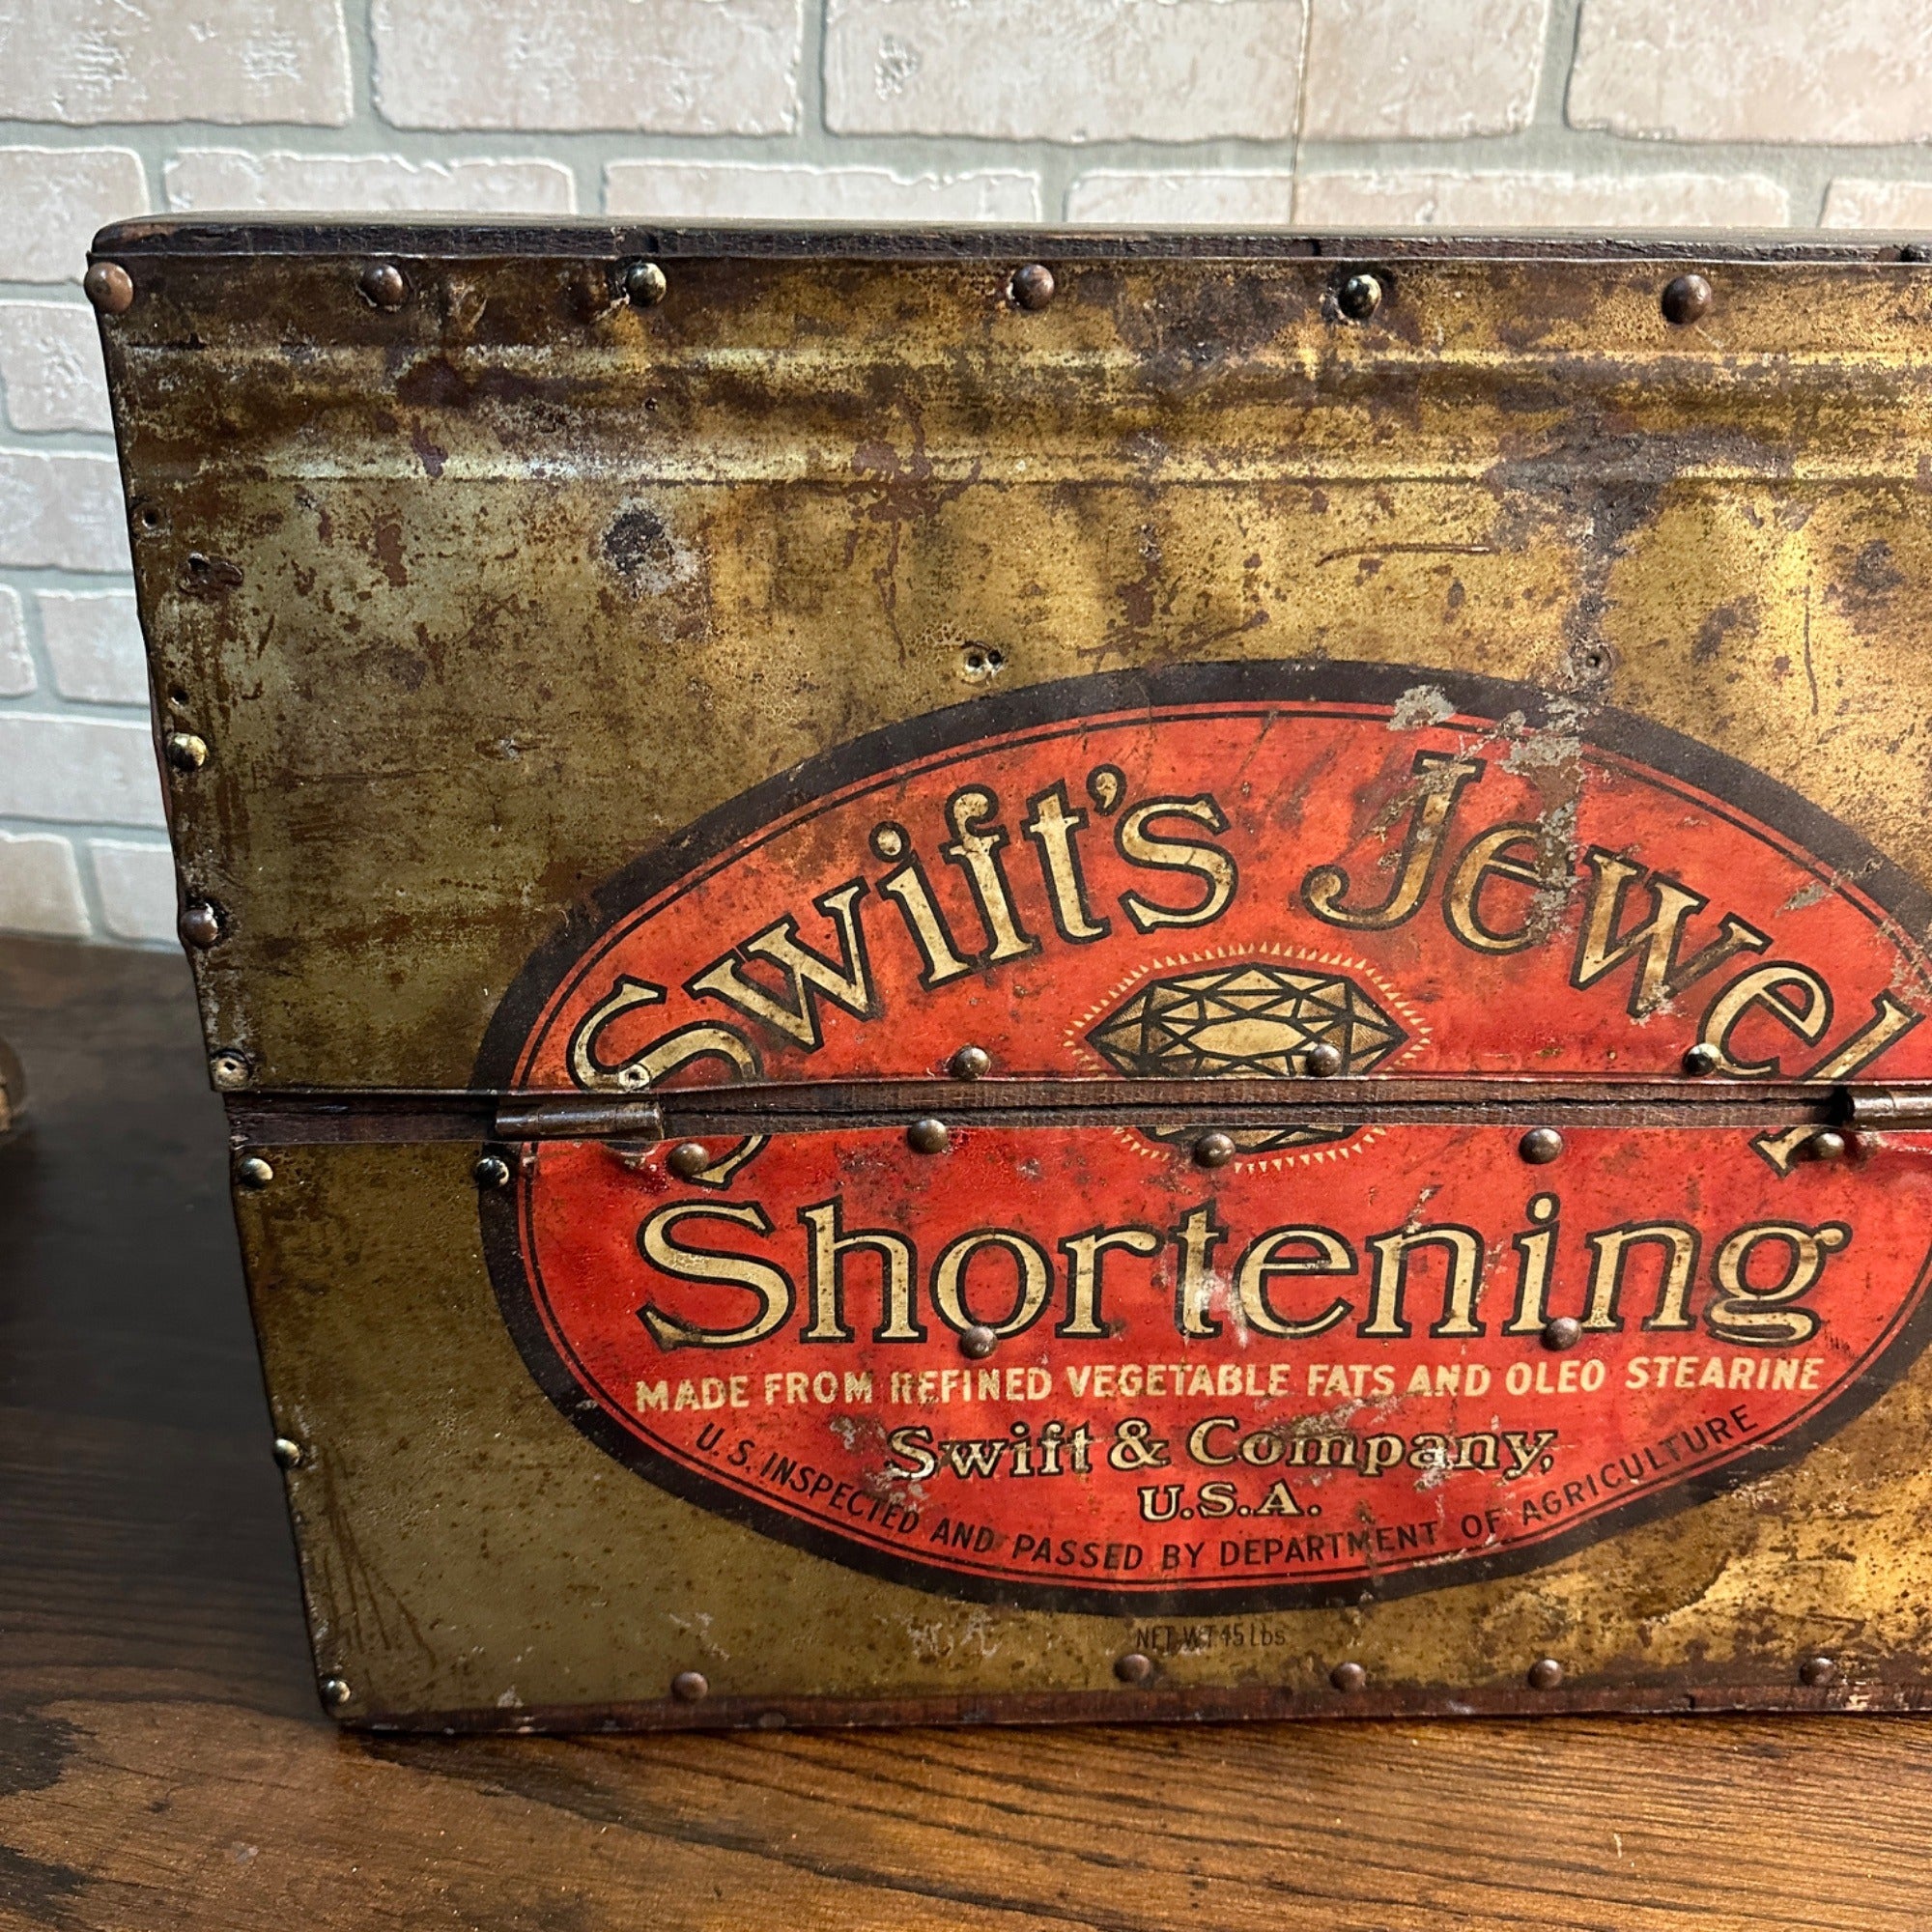 Swift's Jewel
Shortening
MADE FROM REFINED VEGETABLE FATS AND OLEO STEARINE
Swift & Company,
U.S.A.
U.S. INSPECTED AND PASSED BY DEPARTMENT OF AGRICULTURE
NET WT 45 Lbs